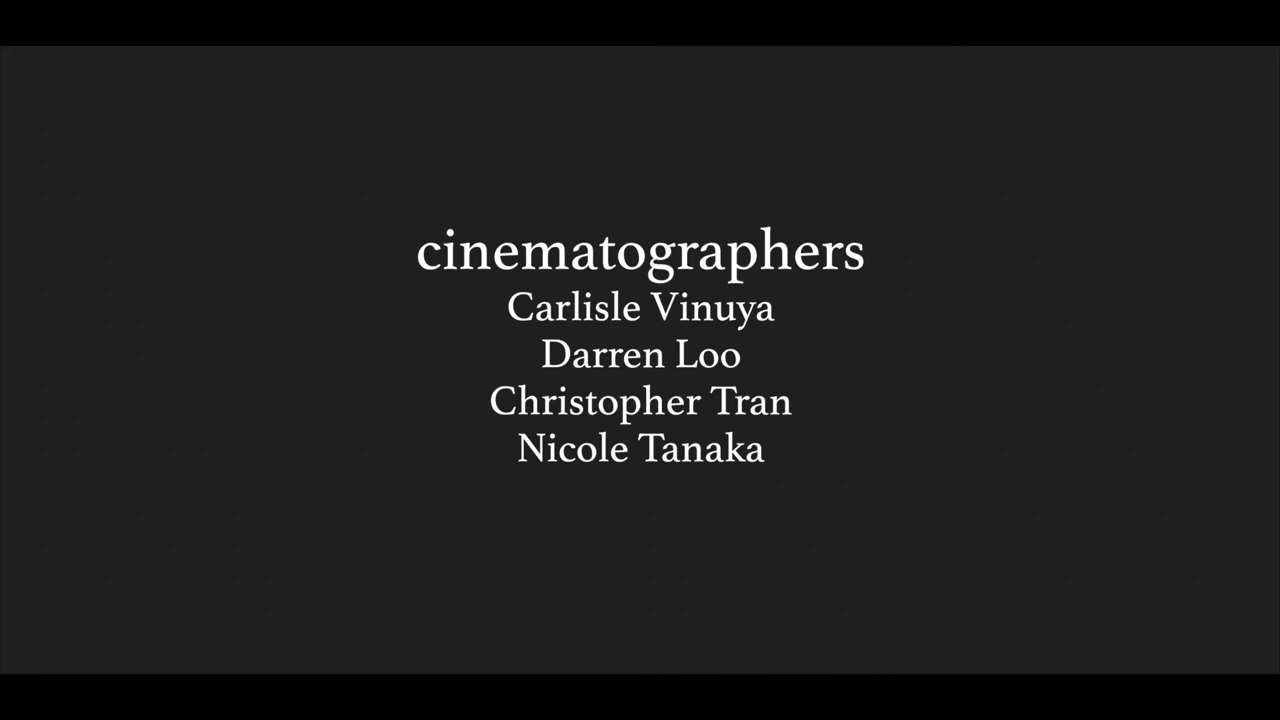 cinematographers
Carlisle Vinuya
Darren Loo
Christopher Tran
Nicole Tanaka